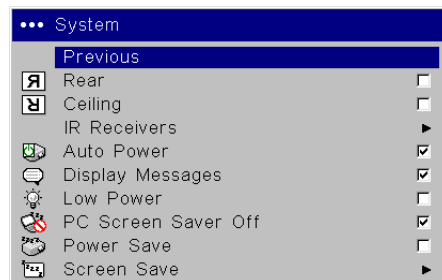 ••• System
Previous
Я Rear
Ceiling
IR Receivers
Auto Power
Display Messages
Low Power
PC Screen Saver Off
Power Save
zzz Screen Save